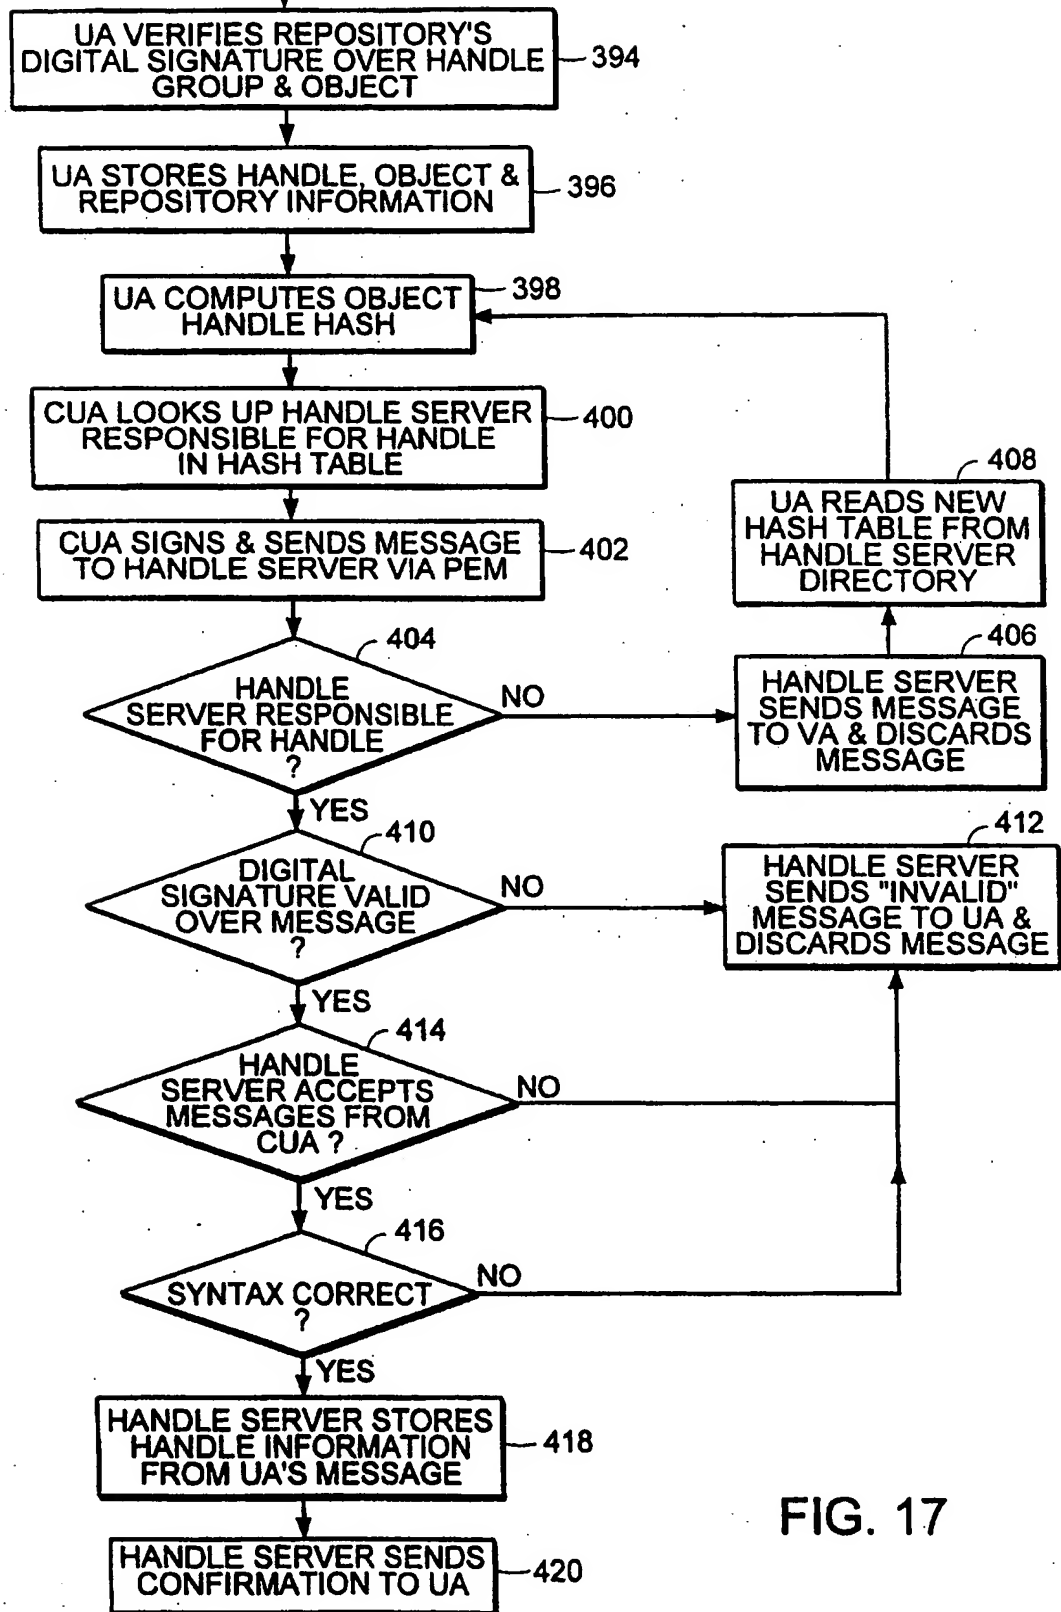 UA VERIFIES REPOSITORY'S
DIGITAL SIGNATURE OVER HANDLE
GROUP & OBJECT
394
UA STORES HANDLE, OBJECT &
REPOSITORY INFORMATION
396
UA COMPUTES OBJECT
HANDLE HASH
398
CUA LOOKS UP HANDLE SERVER
RESPONSIBLE FOR HANDLE
IN HASH TABLE
400
408
UA READS NEW
HASH TABLE FROM
HANDLE SERVER
DIRECTORY
CUA SIGNS & SENDS MESSAGE
TO HANDLE SERVER VIA PEM
402
404
HANDLE
SERVER RESPONSIBLE
FOR HANDLE
?
NO
406
HANDLE SERVER
SENDS MESSAGE
TO VA & DISCARDS
MESSAGE
YES
410
DIGITAL
SIGNATURE VALID
OVER MESSAGE
?
NO
412
HANDLE SERVER
SENDS "INVALID"
MESSAGE TO UA &
DISCARDS MESSAGE
YES
414
HANDLE
SERVER ACCEPTS
MESSAGES FROM
CUA ?
NO
YES
416
SYNTAX CORRECT
?
NO
YES
HANDLE SERVER STORES
HANDLE INFORMATION
FROM UA'S MESSAGE
418
HANDLE SERVER SENDS
CONFIRMATION TO UA
420
FIG. 17